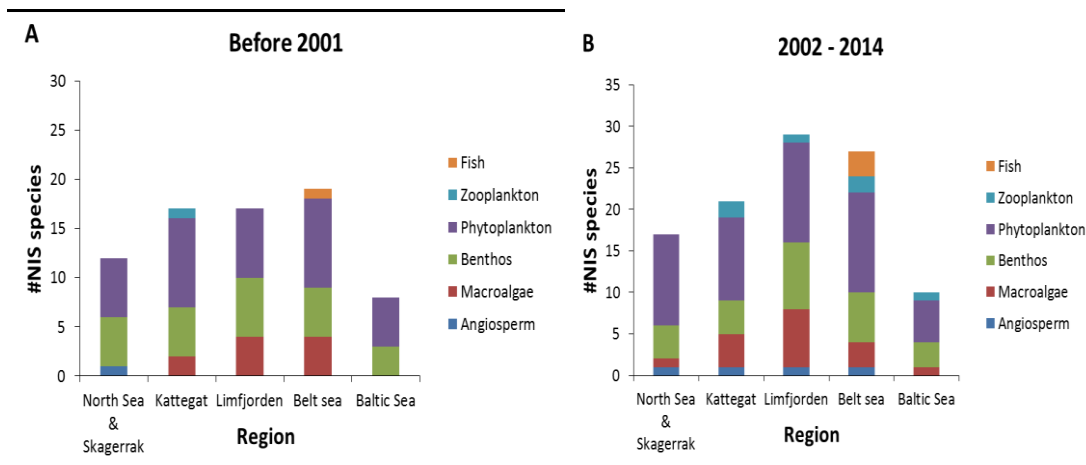 A
Before 2001
30
25
20
15
10
5
0
#NIS species
North Sea
&
Skagerrak
Kattegat
Limfjorden
Belt sea
Baltic Sea
Region
Fish
Zooplankton
Phytoplankton
Benthos
Macroalgae
Angiosperm
B
2002 - 2014
35
30
25
20
15
10
5
0
#NIS species
North Sea
&
Skagerrak
Kattegat
Limfjorden
Belt sea
Baltic Sea
Region
Fish
Zooplankton
Phytoplankton
Benthos
Macroalgae
Angiosperm